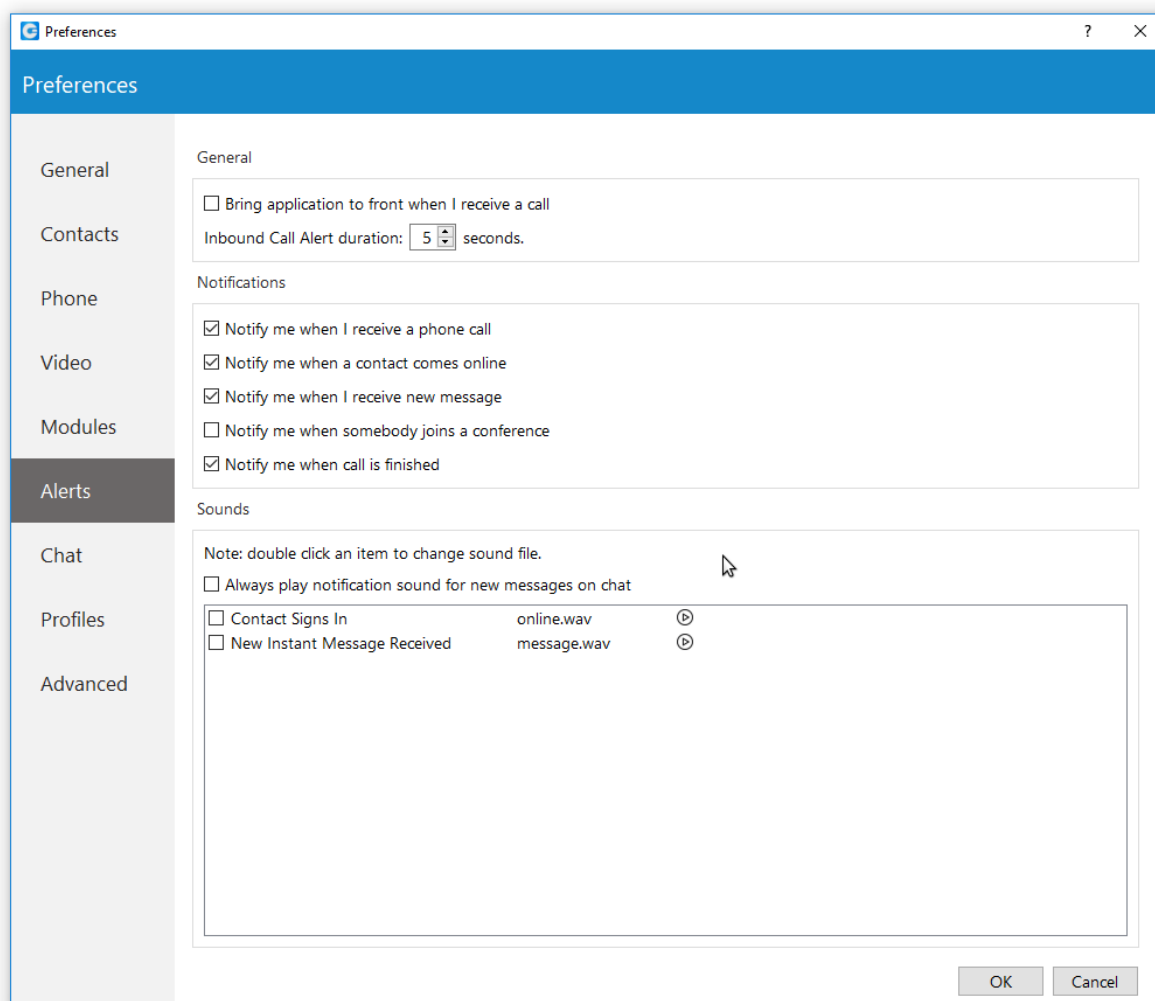 Preferences
?
Preferences
General
Contacts
Phone
Video
Modules
Alerts
Chat
Profiles
Advanced
General
Bring application to front when I receive a call
Inbound Call Alert duration: 5 seconds.
Notifications
Notify me when I receive a phone call
Notify me when a contact comes online
Notify me when I receive new message
Notify me when somebody joins a conference
Notify me when call is finished
Sounds
Note: double click an item to change sound file.
Always play notification sound for new messages on chat
Contact Signs In online.wav
New Instant Message Received message.wav
OK Cancel